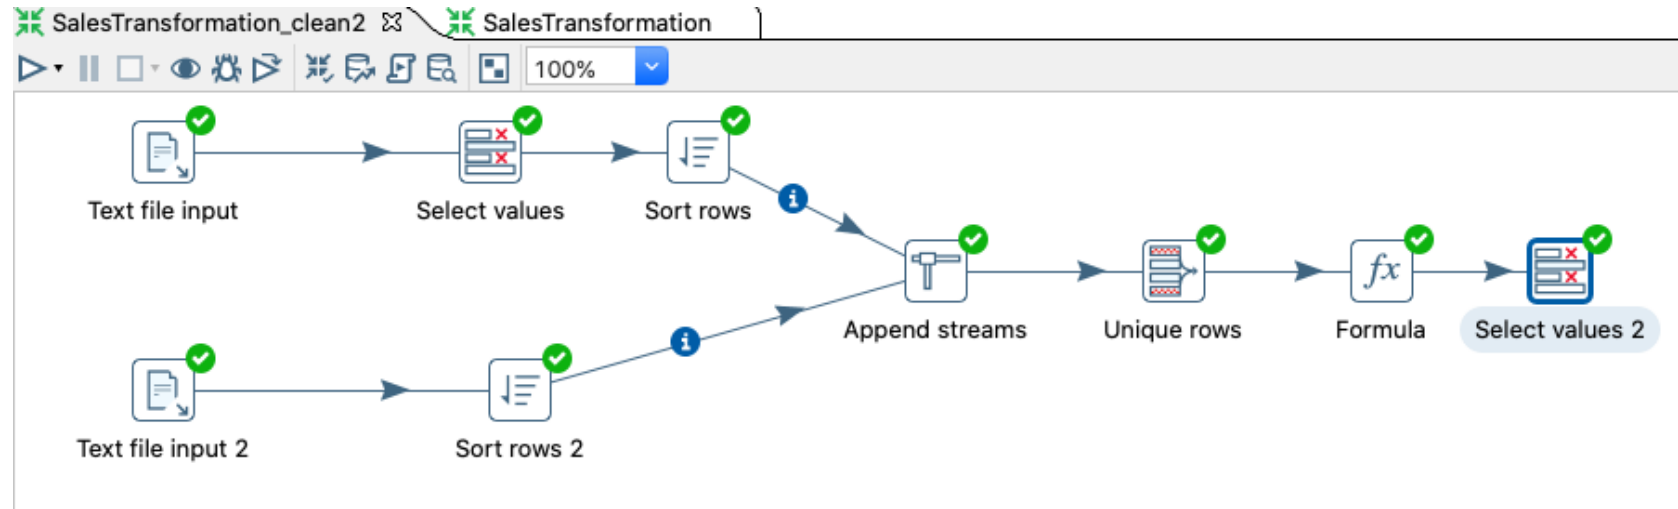 SalesTransformation_clean2
SalesTransformation
100%
Text file input
Select values
Sort rows
Append streams
Unique rows
fx
Formula
Select values 2
Text file input 2
Sort rows 2